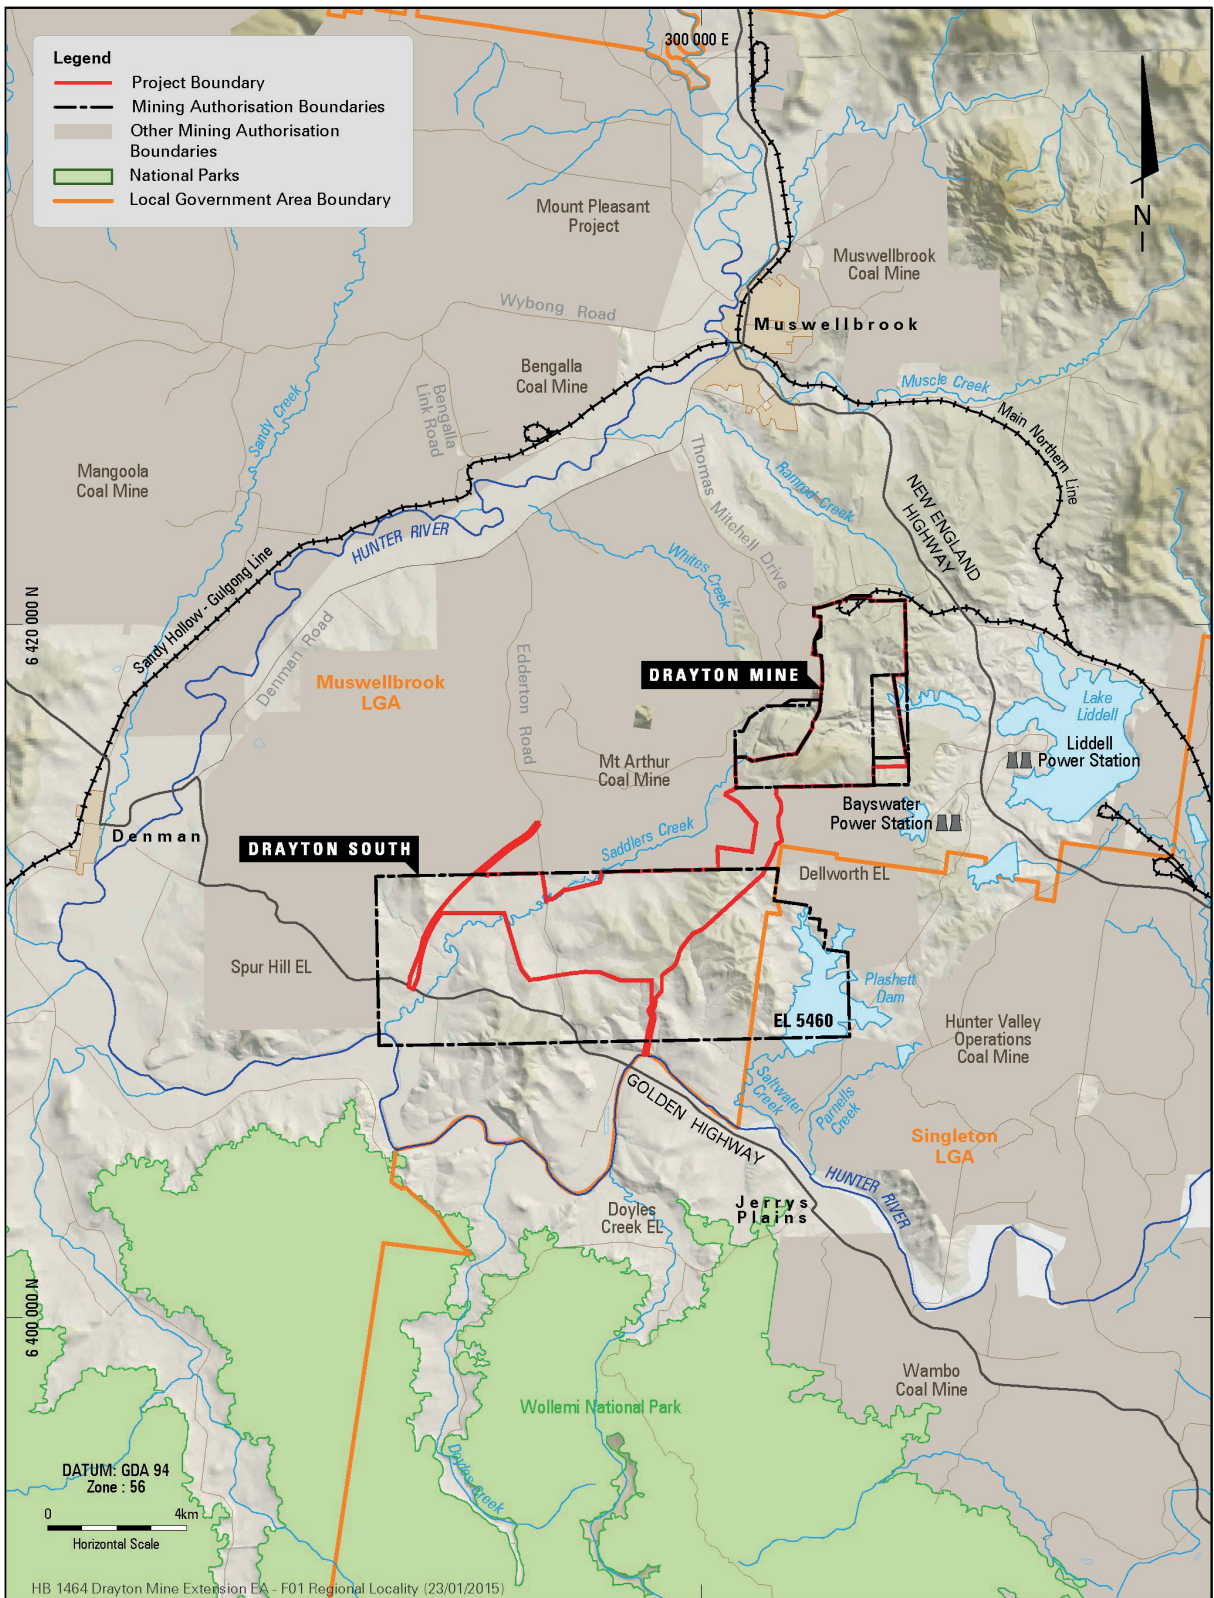 300 000 E
Legend
Project Boundary
Mining Authorisation Boundaries
Other Mining Authorisation
Boundaries
National Parks
Local Government Area Boundary
N
Mount Pleasant
Project
Muswellbrook
Coal Mine
Wybong Road
Muswellbrook
Bengalla
Coal Mine
Muscle Creek
Bengalla
Link Road
Sandy Creek
Main Northern Line
Mangoola
Coal Mine
Thomas Mitchell Drive
Ramrod Creek
NEW ENGLAND
HIGHWAY
HUNTER RIVER
Whites Creek
Sandy Hollow - Gulgong Line
6 420 000 N
Denman Road
Edderton Road
DRAYTON MINE
Muswellbrook
LGA
Lake
Liddell
Liddell
Power Station
Mt Arthur
Coal Mine
Bayswater
Power Station
Denman
Saddlers Creek
DRAYTON SOUTH
Dellworth EL
Spur Hill EL
Plashett
Dam
EL 5460
Hunter Valley
Operations
Coal Mine
Saltwater
Creek
Parnells
Creek
GOLDEN HIGHWAY
Singleton
LGA
HUNTER RIVER
Jerrys
Plains
Doyles
Creek EL
6 400 000 N
Wambo
Coal Mine
Wollemi National Park
Doyles Creek
DATUM: GDA 94
Zone : 56
0 4km
Horizontal Scale
HB 1464 Drayton Mine Extension EA - F01 Regional Locality (23/01/2015)